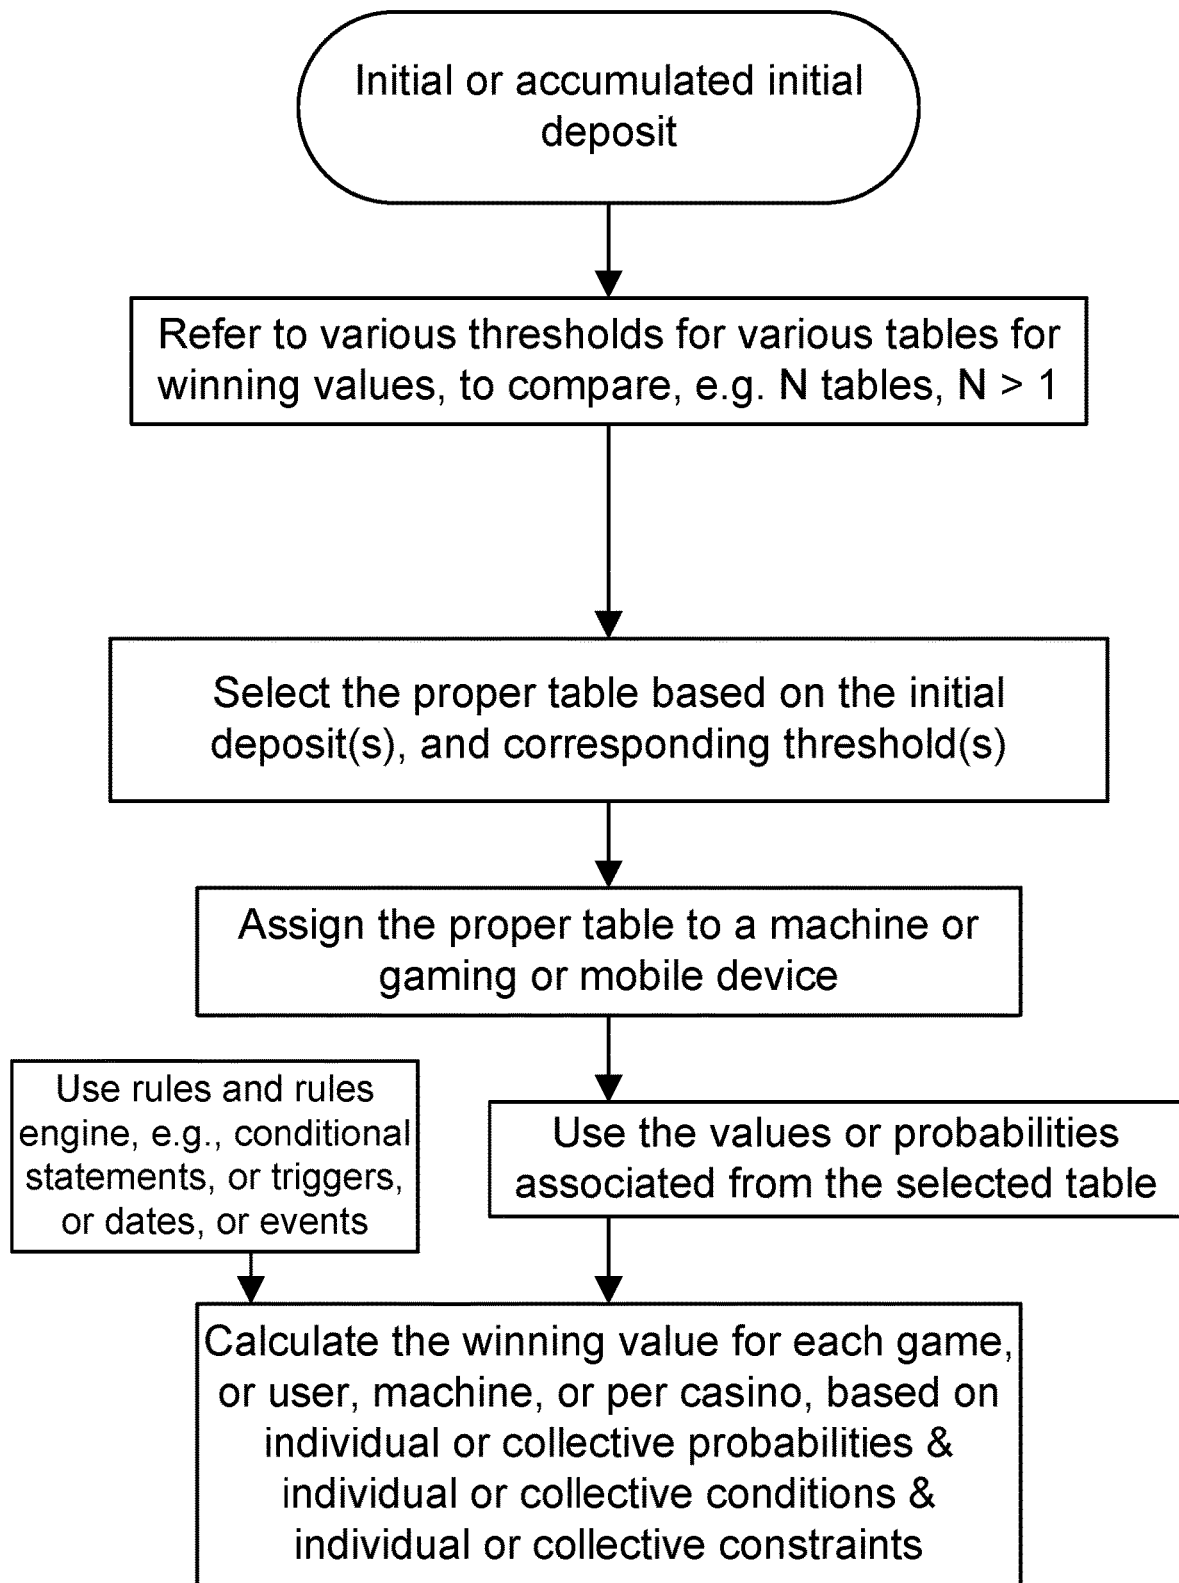 Initial or accumulated initial
deposit
Refer to various thresholds for various tables for
winning values, to compare, e.g. N tables, N > 1
Select the proper table based on the initial
deposit(s), and corresponding threshold(s)
Assign the proper table to a machine or
gaming or mobile device
Use rules and rules
engine, e.g., conditional
statements, or triggers,
or dates, or events
Use the values or probabilities
associated from the selected table
Calculate the winning value for each game,
or user, machine, or per casino, based on
individual or collective probabilities &
individual or collective conditions &
individual or collective constraints